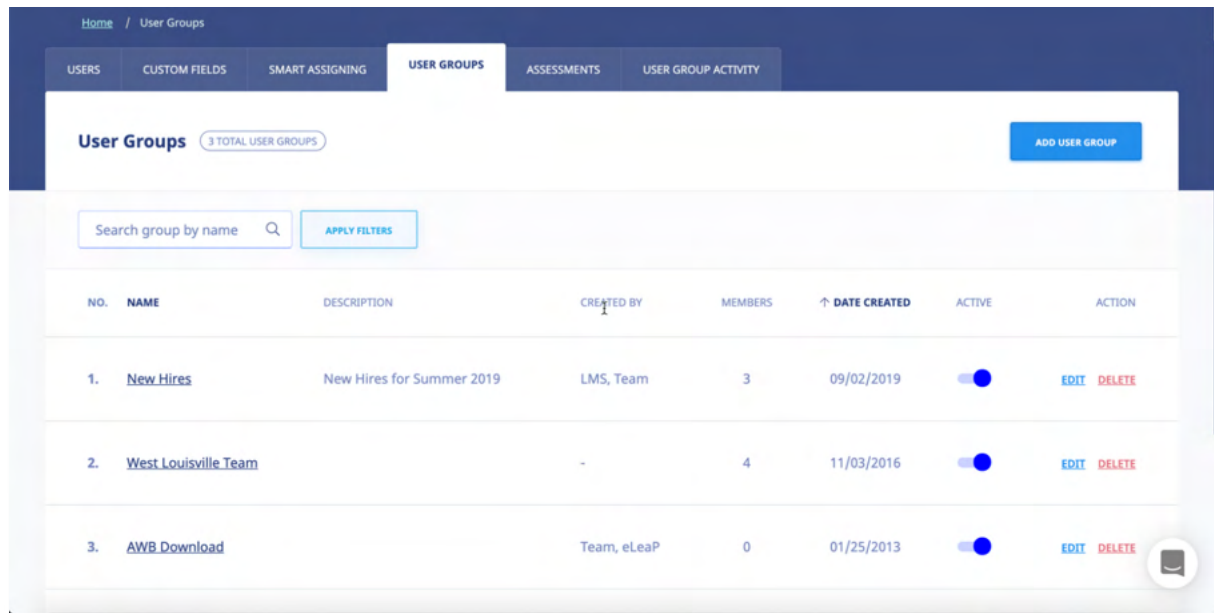 Home / User Groups
USERS CUSTOM FIELDS SMART ASSIGNING USER GROUPS ASSESSMENTS USER GROUP ACTIVITY
User Groups 3 TOTAL USER GROUPS ADD USER GROUP
Search group by name APPLY FILTERS
NO. NAME DESCRIPTION CREATED BY MEMBERS ↑ DATE CREATED ACTIVE ACTION
1. New Hires New Hires for Summer 2019 LMS, Team 3 09/02/2019 EDIT DELETE
2. West Louisville Team - 4 11/03/2016 EDIT DELETE
3. AWB Download Team, eLeaP 0 01/25/2013 EDIT DELETE